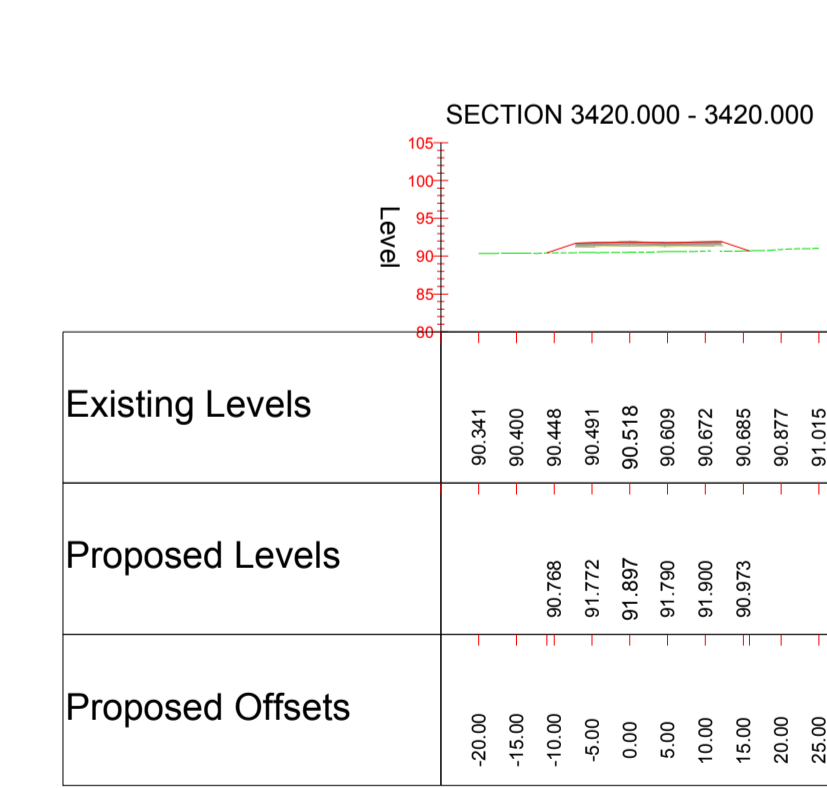 SECTION 3420.000 - 3420.000
105
100
95
90
85
80
Level
Existing Levels
90.341 90.400 90.448 90.491 90.518 90.609 90.672 90.685 90.877 91.015
Proposed Levels
90.768 91.772 91.897 91.790 91.900 90.973
Proposed Offsets
-20.00 -15.00 -10.00 -5.00 0.00 5.00 10.00 15.00 20.00 25.00